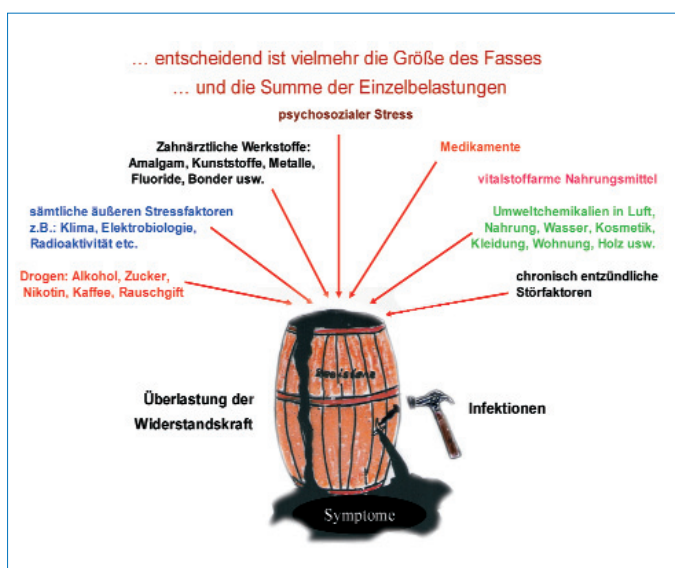 ... entscheidend ist vielmehr die Größe des Fasses
... und die Summe der Einzelbelastungen
psychosozialer Stress
Zahnärztliche Werkstoffe:
Amalgam, Kunststoffe, Metalle,
Fluoride, Bonder usw.
Medikamente
vitalstoffarme Nahrungsmittel
sämtliche äußeren Stressfaktoren
z.B.: Klima, Elektrobiologie,
Radioaktivität etc.
Umweltchemikalien in Luft,
Nahrung, Wasser, Kosmetik,
Kleidung, Wohnung, Holz usw.
Drogen: Alkohol, Zucker,
Nikotin, Kaffee, Rauschgift
chronisch entzündliche
Störfaktoren
Überlastung der
Widerstandskraft
Infektionen
Symptome